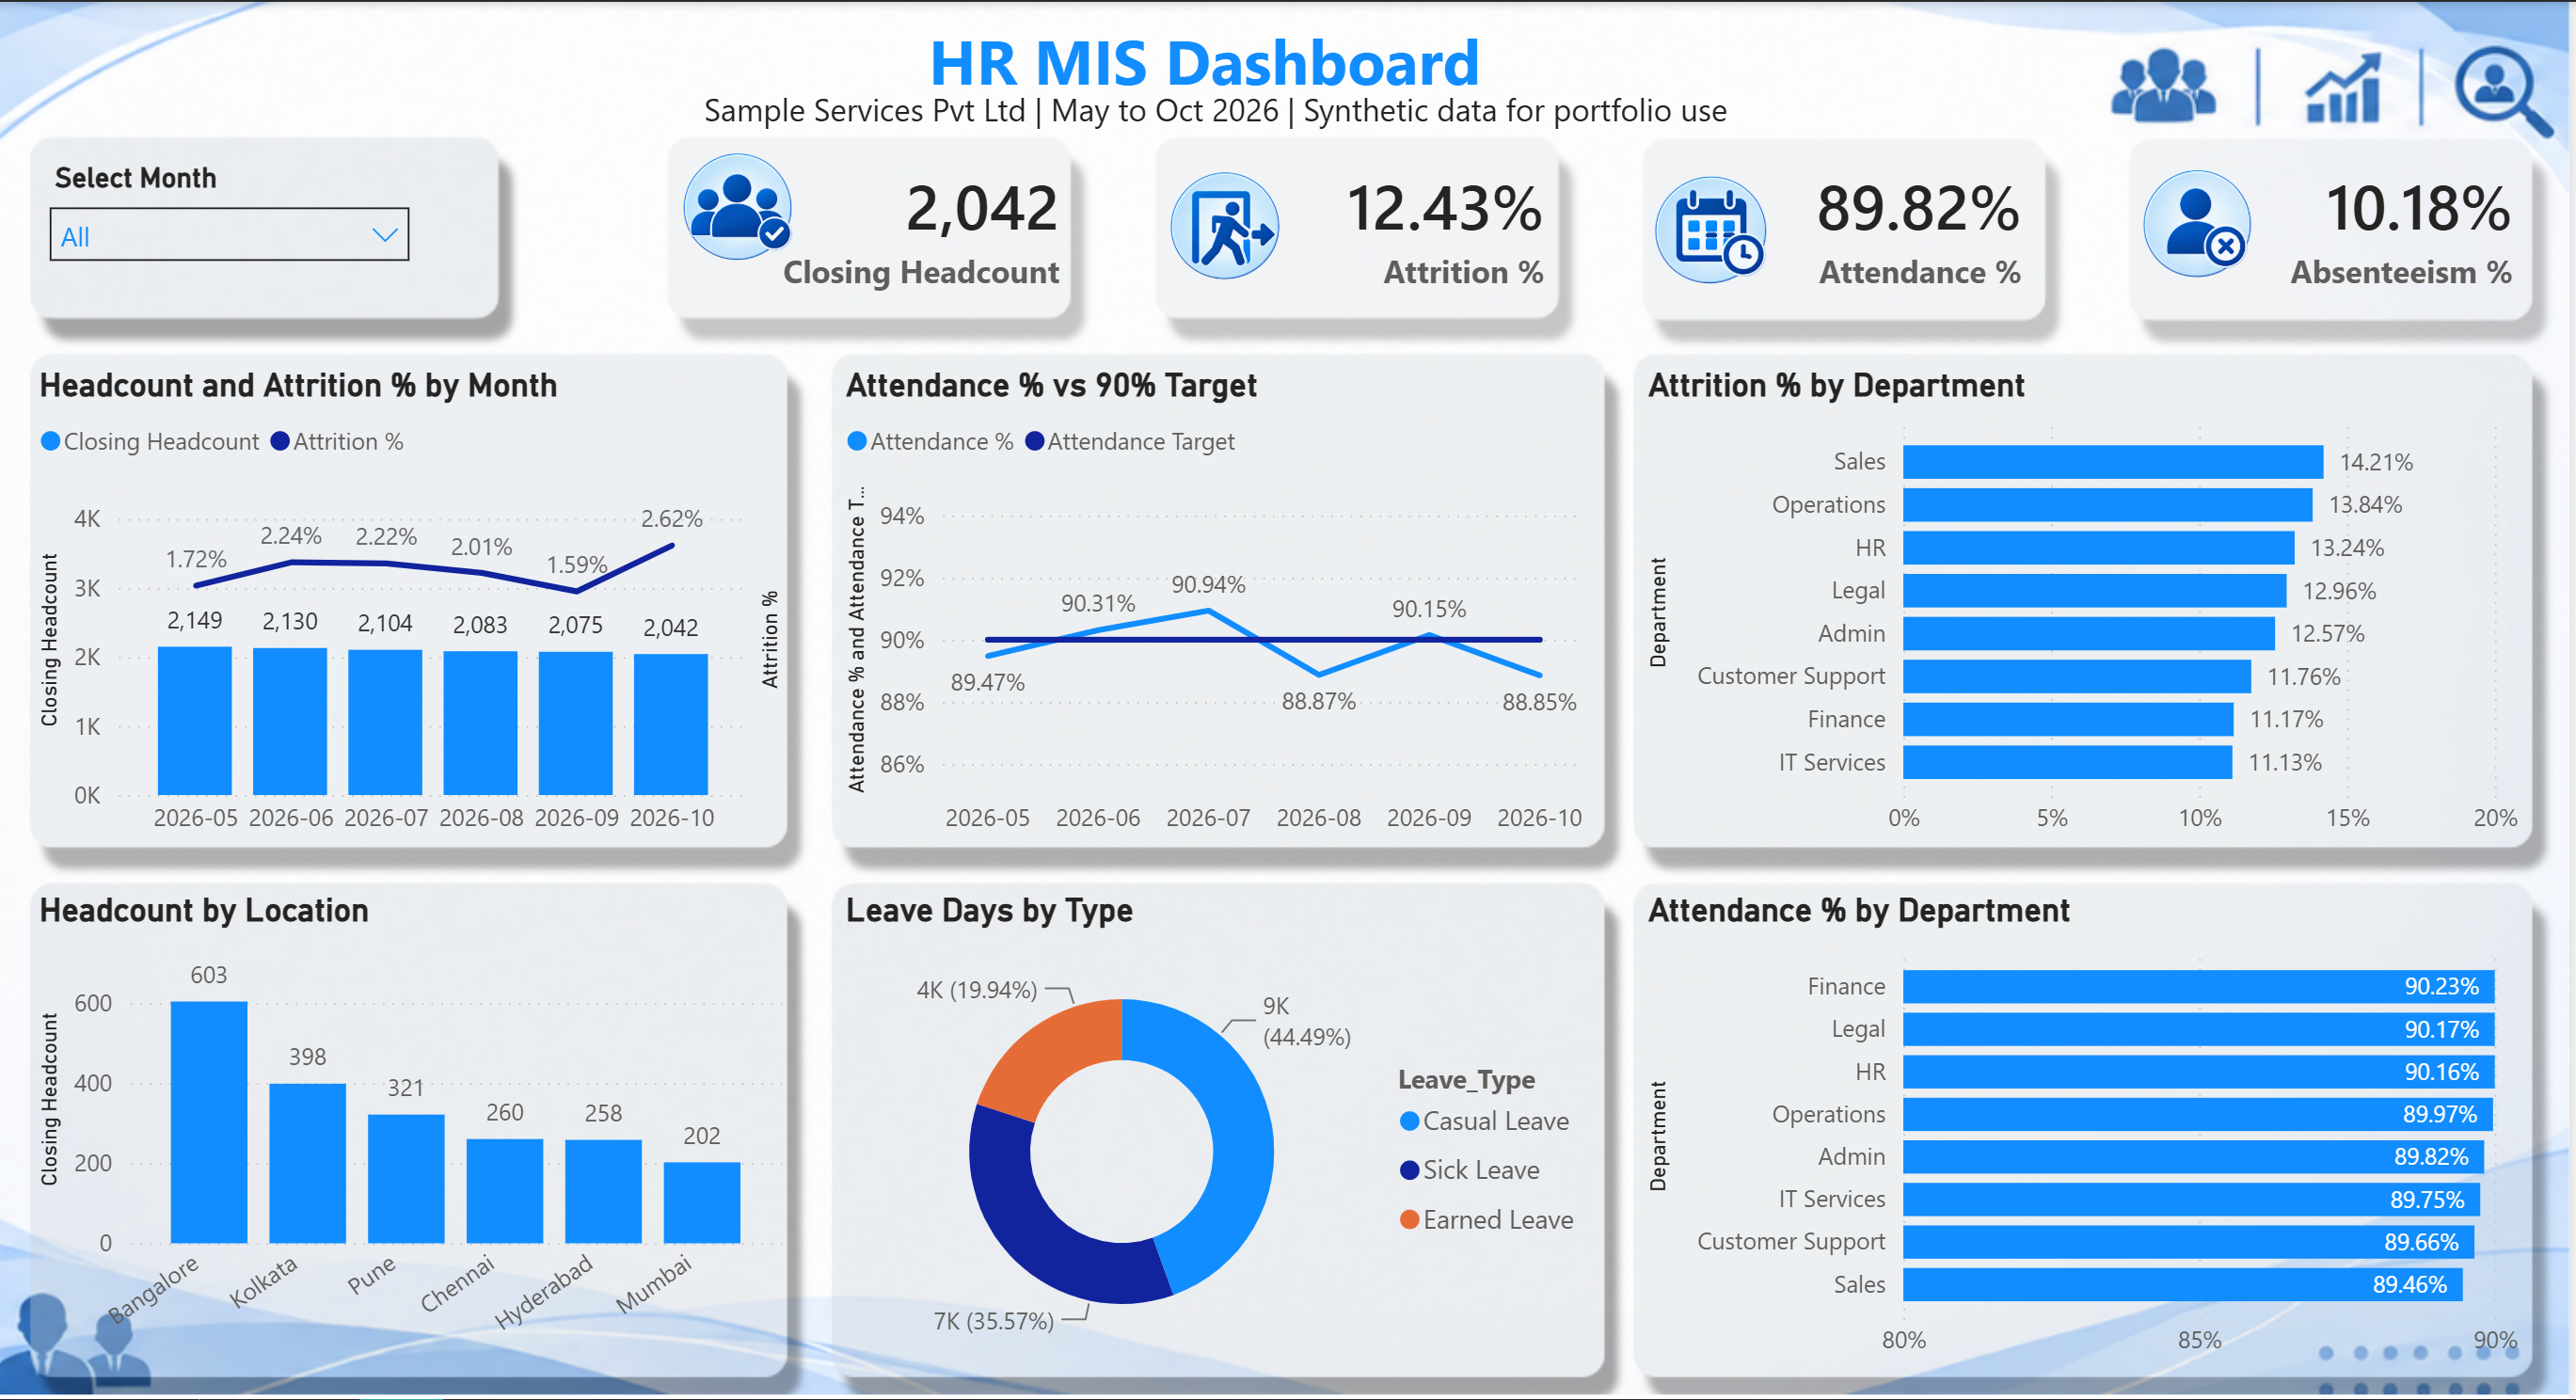 HR MIS Dashboard
Sample Services Pvt Ltd | May to Oct 2026 | Synthetic data for portfolio use
Select Month
All
2,042
Closing Headcount
12.43%
Attrition %
89.82%
Attendance %
10.18%
Absenteeism %
Headcount and Attrition % by Month
Closing Headcount Attrition %
Closing Headcount
4K
3K
2K
1K
0K
1.72% 2.24% 2.22% 2.01% 1.59% 2.62%
2,149 2,130 2,104 2,083 2,075 2,042
2026-05 2026-06 2026-07 2026-08 2026-09 2026-10
Attrition %
Attendance % vs 90% Target
Attendance % Attendance Target
Attendance % and Attendance T...
94%
92%
90%
88%
86%
89.47% 90.31% 90.94% 88.87% 90.15% 88.85%
2026-05 2026-06 2026-07 2026-08 2026-09 2026-10
Attrition % by Department
Department
Sales 14.21%
Operations 13.84%
HR 13.24%
Legal 12.96%
Admin 12.57%
Customer Support 11.76%
Finance 11.17%
IT Services 11.13%
0% 5% 10% 15% 20%
Headcount by Location
Closing Headcount
600
400
200
0
603 398 321 260 258 202
Bangalore Kolkata Pune Chennai Hyderabad Mumbai
Leave Days by Type
4K (19.94%)
9K
(44.49%)
7K (35.57%)
Leave_Type
Casual Leave
Sick Leave
Earned Leave
Attendance % by Department
Department
Finance 90.23%
Legal 90.17%
HR 90.16%
Operations 89.97%
Admin 89.82%
IT Services 89.75%
Customer Support 89.66%
Sales 89.46%
80% 85% 90%